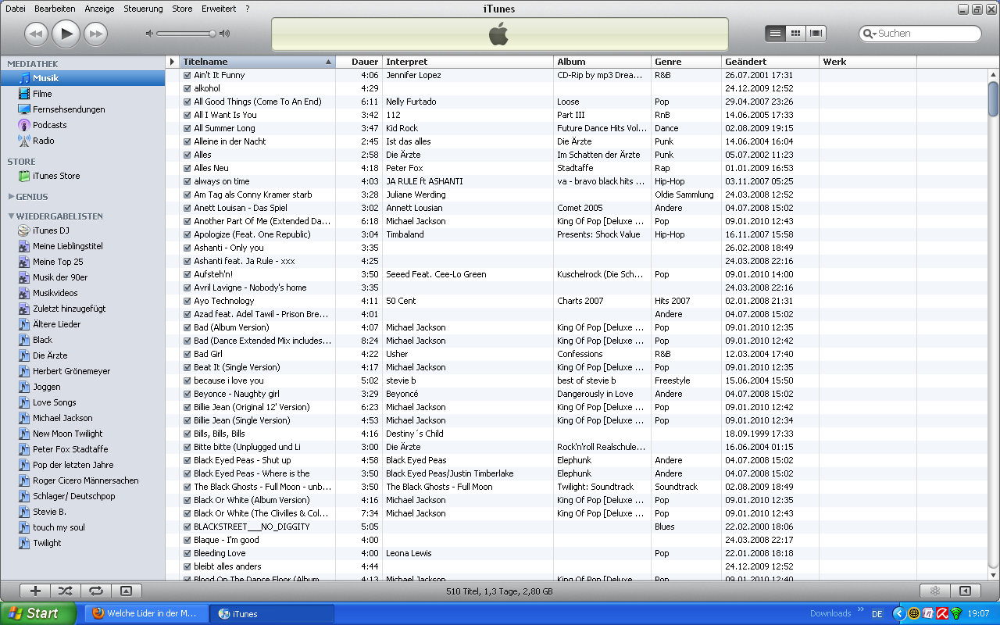 Datei Bearbeiten Anzeige Steuerung Store Erweitert ? iTunes
Suchen
MEDIATHEK
Musik
Filme
Fernsehsendungen
Podcasts
Radio
STORE
iTunes Store
GENIUS
WIEDERGABELISTEN
iTunes DJ
Meine Lieblingstitel
Meine Top 25
Musik der 90er
Musikvideos
Zuletzt hinzugefügt
Ältere Lieder
Black
Die Ärzte
Herbert Grönemeyer
Joggen
Love Songs
Michael Jackson
New Moon Twilight
Peter Fox Stadtaffe
Pop der letzten Jahre
Roger Cicero Männersachen
Schlager/ Deutschpop
Stevie B.
touch my soul
Twilight
Titelname Dauer Interpret Album Genre Geändert Werk
Ain't It Funny 4:06 Jennifer Lopez CD-Rip by mp3 Drea... R&B 26.07.2001 17:31
alkohol 4:29 24.12.2009 12:52
All Good Things (Come To An End) 6:11 Nelly Furtado Loose Pop 29.04.2007 23:26
All I Want Is You 3:42 112 Part III RnB 14.06.2005 17:33
All Summer Long 3:47 Kid Rock Future Dance Hits Vol... Dance 02.08.2009 19:15
Alleine in der Nacht 2:45 Ist das alles Die Ärzte Punk 14.06.2004 16:04
Alles 2:58 Die Ärzte Im Schatten der Ärzte Punk 05.07.2002 11:23
Alles Neu 4:18 Peter Fox Stadtaffe Rap 01.01.2009 16:53
always on time 4:03 JA RULE ft ASHANTI va - bravo black hits ... Hip-Hop 03.11.2007 05:25
Am Tag als Conny Kramer starb 3:28 Juliane Werding Oldie Sammlung 24.03.2008 12:52
Anett Louisan - Das Spiel 3:02 Annett Lousian Comet 2005 Andere 04.07.2008 15:02
Another Part Of Me (Extended Da... 6:18 Michael Jackson King Of Pop [Deluxe ... Pop 09.01.2010 12:43
Apologize (Feat. One Republic) 3:04 Timbaland Presents: Shock Value Hip-Hop 16.11.2007 15:58
Ashanti - Only you 3:35 26.02.2008 18:49
Ashanti feat. Ja Rule - xxx 4:25 24.03.2008 22:16
Aufsteh'n! 3:50 Seeed Feat. Cee-Lo Green Kuschelrock (Die Sch... Pop 09.01.2010 14:00
Avril Lavigne - Nobody's home 3:35 24.03.2008 22:16
Ayo Technology 4:11 50 Cent Charts 2007 Hits 2007 02.01.2008 21:31
Azad feat. Adel Tawil - Prison Bre... 4:01 Andere 04.07.2008 15:02
Bad (Album Version) 4:07 Michael Jackson King Of Pop [Deluxe ... Pop 09.01.2010 12:35
Bad (Dance Extended Mix includes... 8:24 Michael Jackson King Of Pop [Deluxe ... Pop 09.01.2010 12:42
Bad Girl 4:22 Usher Confessions R&B 12.03.2004 17:40
Beat It (Single Version) 4:17 Michael Jackson King Of Pop [Deluxe ... Pop 09.01.2010 12:35
because i love you 5:02 stevie b best of stevie b Freestyle 15.06.2004 15:50
Beyonce - Naughty girl 3:29 Beyoncé Dangerously in Love Andere 04.07.2008 15:02
Billie Jean (Original 12' Version) 6:23 Michael Jackson King Of Pop [Deluxe ... Pop 09.01.2010 12:42
Billie Jean (Single Version) 4:53 Michael Jackson King Of Pop [Deluxe ... Pop 09.01.2010 12:34
Bills, Bills, Bills 4:16 Destiny´s Child 18.09.1999 17:33
Bitte bitte (Unplugged und Li 3:00 Die Ärzte Rock'n'roll Realschule... 16.06.2004 01:15
Black Eyed Peas - Shut up 4:58 Black Eyed Peas Elephunk Andere 04.07.2008 15:02
Black Eyed Peas - Where is the 3:50 Black Eyed Peas/Justin Timberlake Elephunk Andere 04.07.2008 15:02
The Black Ghosts - Full Moon - unb... 3:50 The Black Ghosts - Full Moon Twilight: Soundtrack Soundtrack 02.08.2009 18:49
Black Or White (Album Version) 4:16 Michael Jackson King Of Pop [Deluxe ... Pop 09.01.2010 12:35
Black Or White (The Clivilles & Col... 7:34 Michael Jackson King Of Pop [Deluxe ... Pop 09.01.2010 12:43
BLACKSTREET___NO_DIGGITY 5:05 Blues 22.02.2000 18:06
Blaque - I'm good 4:00 24.03.2008 22:17
Bleeding Love 4:00 Leona Lewis Pop 22.01.2008 18:18
bleibt alles anders 4:44 24.12.2009 12:52
Blood On The Dance Floor (Album 4:13 Michael Jackson King Of Pop [Deluxe ... Pop 09.01.2010 12:40
510 Titel, 1,3 Tage, 2,80 GB
Start Welche Lider in der M... iTunes Downloads DE 19:07